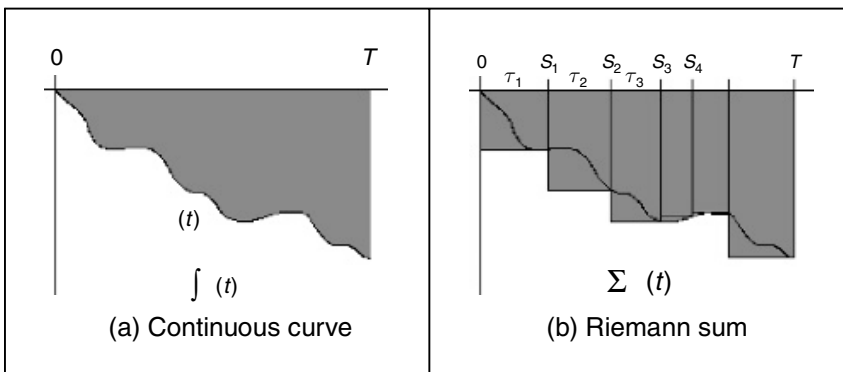 0 T
(t)
∫ (t)
(a) Continuous curve
0 S1 S2 S3 S4 T
τ1 τ2 τ3
Σ (t)
(b) Riemann sum